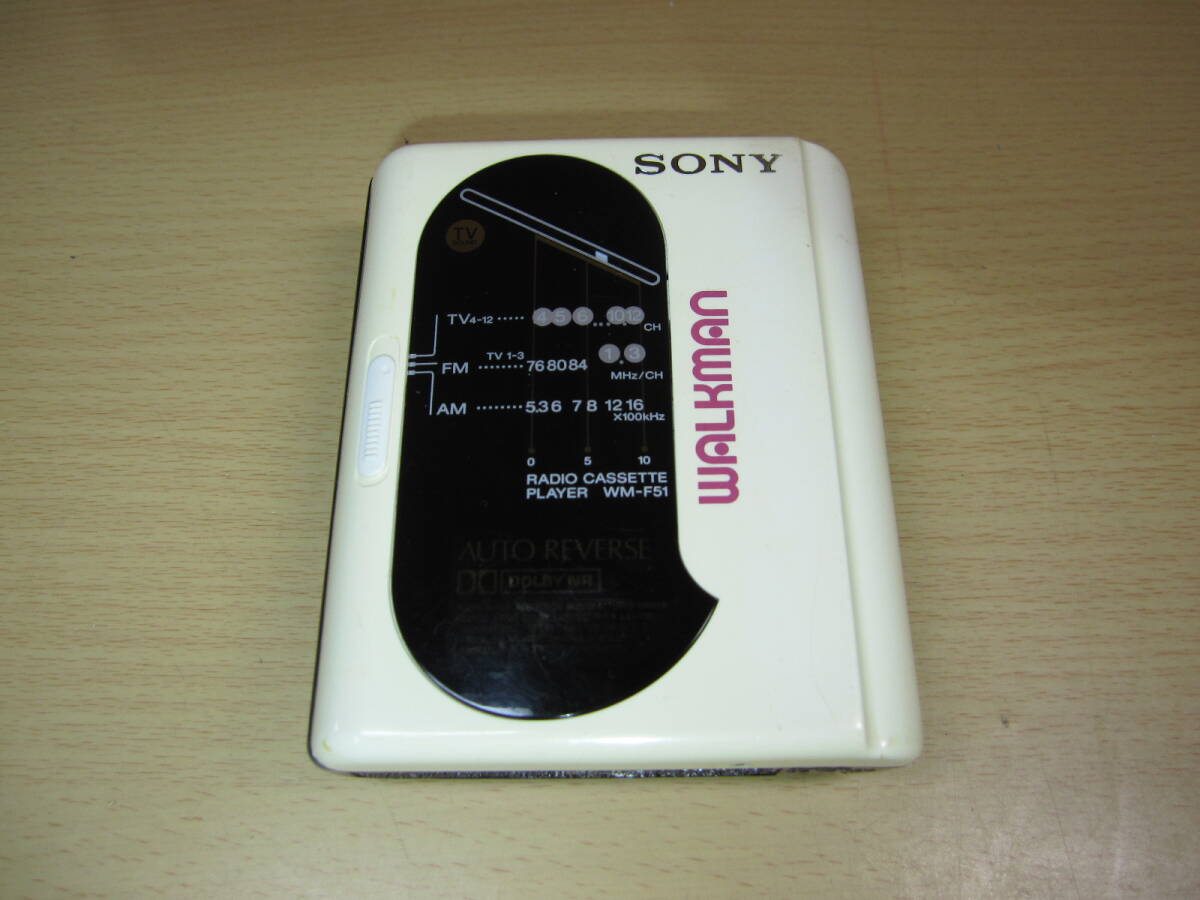 SONY
TV
WALKMAN
TV4-12 ····· 4 5 6 ... 10 12
CH
TV 1-3
1 . 3
FM ········ 76 80 84
MHz/CH
AM ········ 5.3 6 7 8 12 16
X100kHz
0 5 10
RADIO CASSETTE
PLAYER WM-F51
AUTO REVERSE
DOLBY NR